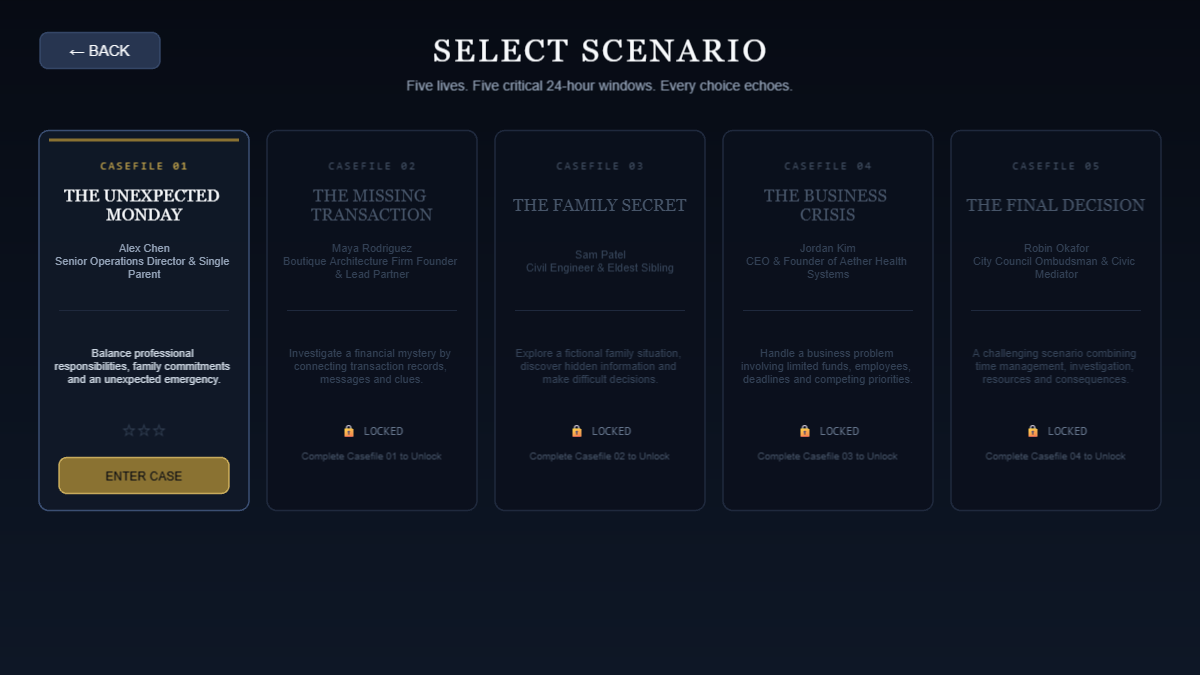 ← BACK
SELECT SCENARIO
Five lives. Five critical 24-hour windows. Every choice echoes.
CASEFILE 01
THE UNEXPECTED
MONDAY
Alex Chen
Senior Operations Director & Single
Parent
Balance professional
responsibilities, family commitments
and an unexpected emergency.
☆☆☆
ENTER CASE
CASEFILE 02
THE MISSING
TRANSACTION
Maya Rodriguez
Boutique Architecture Firm Founder
& Lead Partner
Investigate a financial mystery by
connecting transaction records,
messages and clues.
🔒 LOCKED
Complete Casefile 01 to Unlock
CASEFILE 03
THE FAMILY SECRET
Sam Patel
Civil Engineer & Eldest Sibling
Explore a fictional family situation,
discover hidden information and
make difficult decisions.
🔒 LOCKED
Complete Casefile 02 to Unlock
CASEFILE 04
THE BUSINESS
CRISIS
Jordan Kim
CEO & Founder of Aether Health
Systems
Handle a business problem
involving limited funds, employees,
deadlines and competing priorities.
🔒 LOCKED
Complete Casefile 03 to Unlock
CASEFILE 05
THE FINAL DECISION
Robin Okafor
City Council Ombudsman & Civic
Mediator
A challenging scenario combining
time management, investigation,
resources and consequences.
🔒 LOCKED
Complete Casefile 04 to Unlock